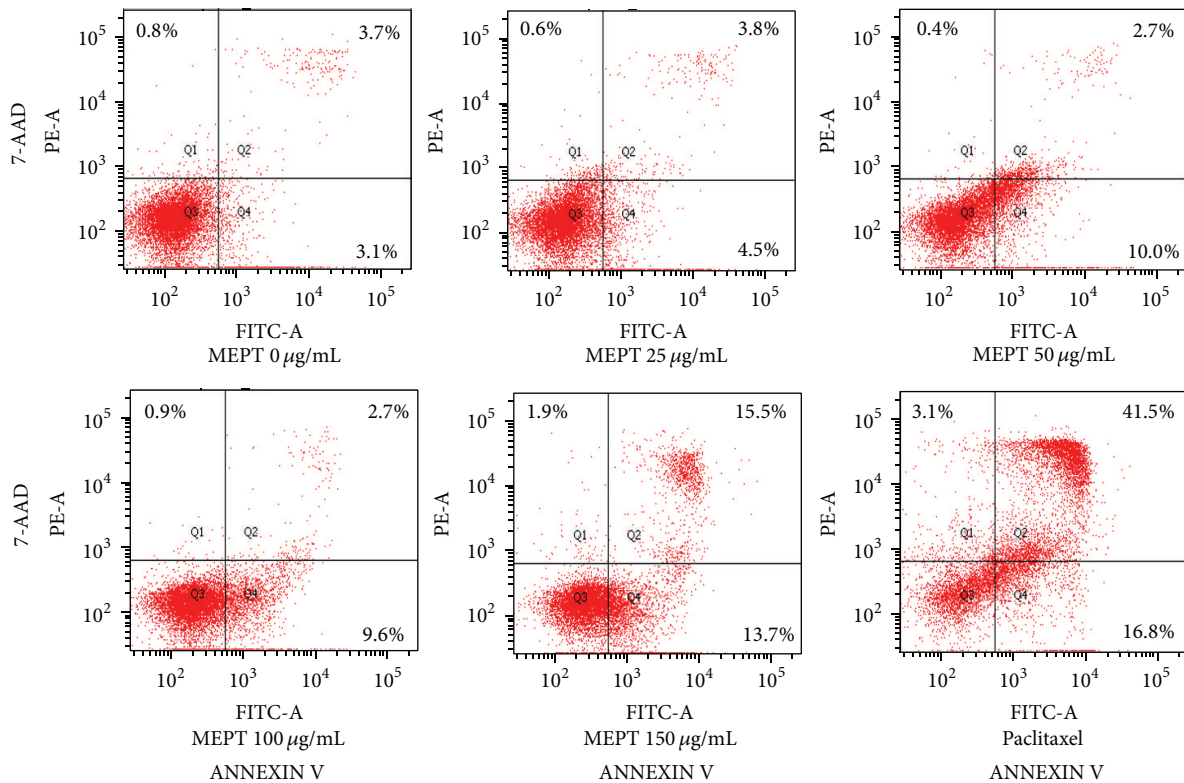 0.8% 3.7%
10^5
10^4
10^3
10^2
7-AAD
PE-A
Q1 Q2
Q3 Q4
3.1%
10^2 10^3 10^4 10^5
FITC-A
MEPT 0 μg/mL
0.6% 3.8%
10^5
10^4
10^3
10^2
PE-A
Q1 Q2
Q3 Q4
4.5%
10^2 10^3 10^4 10^5
FITC-A
MEPT 25 μg/mL
0.4% 2.7%
10^5
10^4
10^3
10^2
PE-A
Q1 Q2
Q3 Q4
10.0%
10^2 10^3 10^4 10^5
FITC-A
MEPT 50 μg/mL
0.9% 2.7%
10^5
10^4
10^3
10^2
7-AAD
PE-A
Q1 Q2
Q3 Q4
9.6%
10^2 10^3 10^4 10^5
FITC-A
MEPT 100 μg/mL
ANNEXIN V
1.9% 15.5%
10^5
10^4
10^3
10^2
PE-A
Q1 Q2
Q3 Q4
13.7%
10^2 10^3 10^4 10^5
FITC-A
MEPT 150 μg/mL
ANNEXIN V
3.1% 41.5%
10^5
10^4
10^3
10^2
PE-A
Q1 Q2
Q3 Q4
16.8%
10^2 10^3 10^4 10^5
FITC-A
Paclitaxel
ANNEXIN V